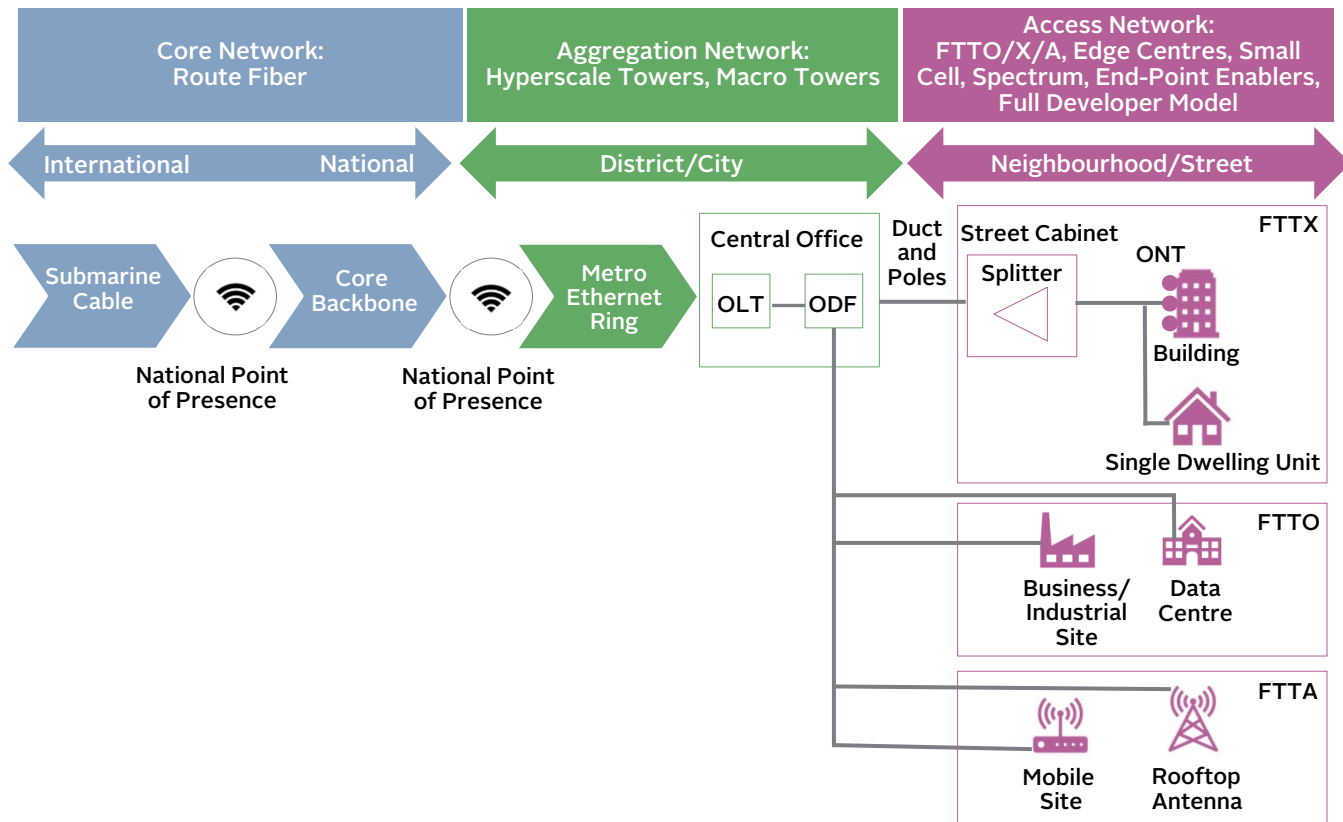 Core Network:
Route Fiber
Aggregation Network:
Hyperscale Towers, Macro Towers
Access Network:
FTTO/X/A, Edge Centres, Small
Cell, Spectrum, End-Point Enablers,
Full Developer Model
International
National
District/City
Neighbourhood/Street
Submarine
Cable
National Point
of Presence
Core
Backbone
National Point
of Presence
Metro
Ethernet
Ring
Central Office
OLT
ODF
Duct
and
Poles
FTTX
Street Cabinet
Splitter
ONT
Building
Single Dwelling Unit
FTTO
Business/
Industrial
Site
Data
Centre
FTTA
Mobile
Site
Rooftop
Antenna